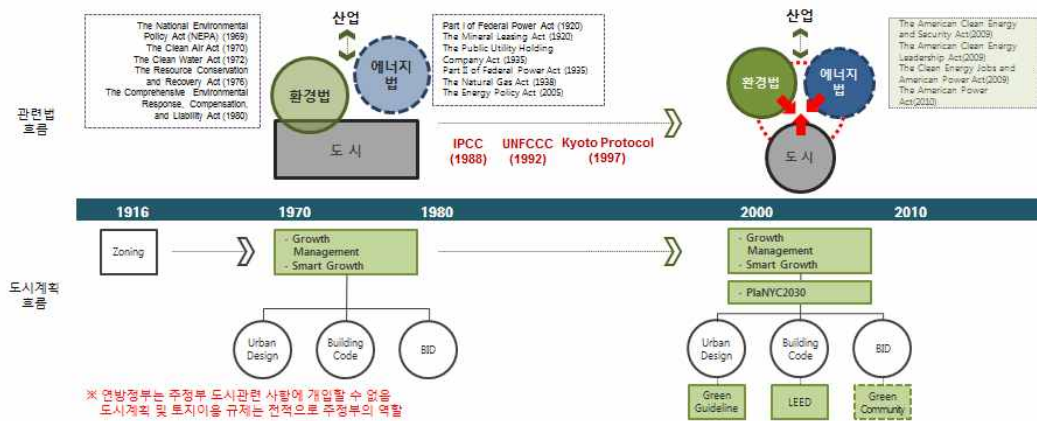 산업
The National Environmental
Policy Act (NEPA) (1969)
The Clean Air Act (1970)
The Clean Water Act (1972)
The Resource Conservation
and Recovery Act (1976)
The Comprehensive Environmental
Response, Compensation,
and Liability Act (1980)
환경법
에너지
법
도 시
Part I of Federal Power Act (1920)
The Mineral Leasing Act (1920)
The Public Utility Holding
Company Act (1935)
Part II of Federal Power Act (1935)
The Natural Gas Act (1938)
The Energy Policy Act (2005)
산업
환경법
에너지
법
도 시
The American Clean Energy
and Security Act(2009)
The American Clean Energy
Leadership Act(2009)
The Clean Energy Jobs and
American Power Act(2009)
The American Power
Act(2010)
관련법
흐름
IPCC
(1988)
UNFCCC
(1992)
Kyoto Protocol
(1997)
1916
1970
1980
2000
2010
도시계획
흐름
Zoning
- Growth
Management
- Smart Growth
Urban
Design
Building
Code
BID
- Growth
Management
- Smart Growth
- PlaNYC2030
Urban
Design
Building
Code
BID
Green
Guideline
LEED
Green
Community
※ 연방정부는 주정부 도시관련 사항에 개입할 수 없음
도시계획 및 토지이용 규제는 전적으로 주정부의 역할